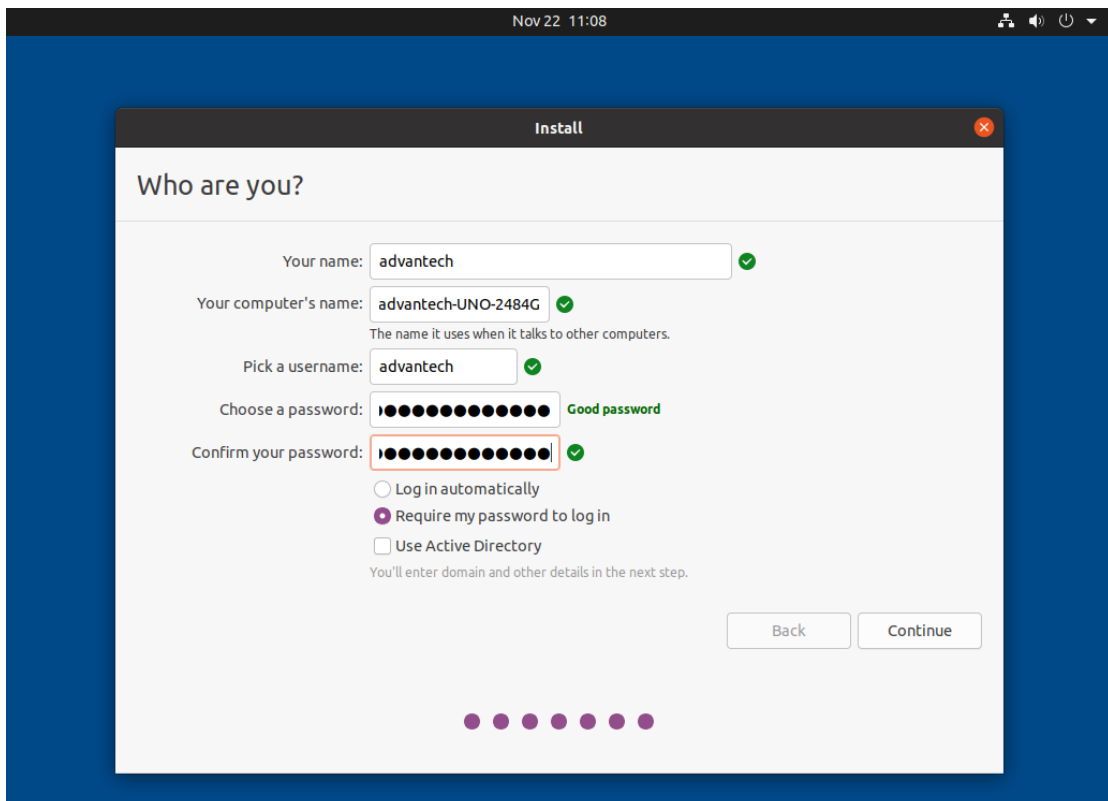 Nov 22 11:08
Install
Who are you?
Your name: advantech
Your computer's name: advantech-UNO-2484G
The name it uses when it talks to other computers.
Pick a username: advantech
Choose a password: ●●●●●●●●●●●●● Good password
Confirm your password: ●●●●●●●●●●●●●
Log in automatically
Require my password to log in
Use Active Directory
You'll enter domain and other details in the next step.
Back Continue